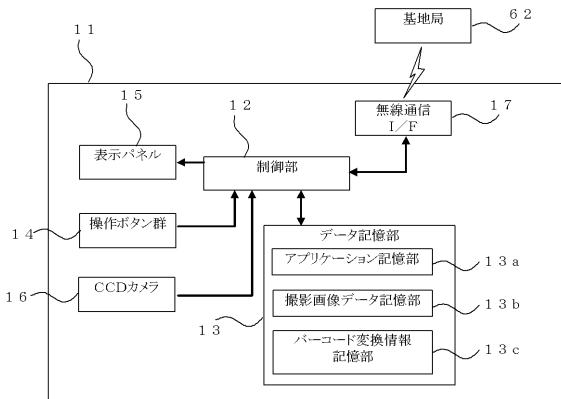 基地局
６２
１１
無線通信
Ｉ／Ｆ
１７
１５
１２
表示パネル
制御部
操作ボタン群
１４
データ記憶部
アプリケーション記憶部
１３ａ
ＣＣＤカメラ
１６
撮影画像データ記憶部
１３ｂ
１３
バーコード変換情報
記憶部
１３ｃ